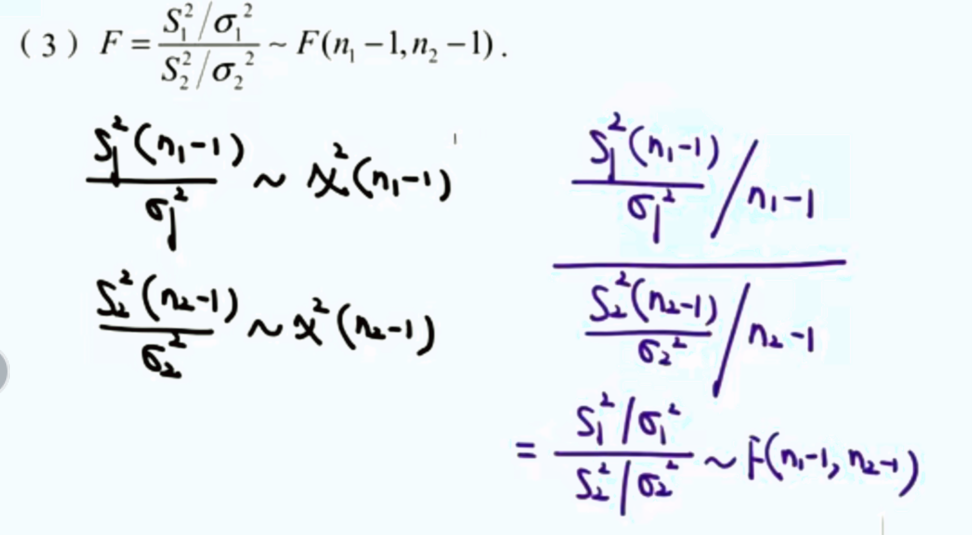 (3) F = (S₁²/σ₁²)/(S₂²/σ₂²) ~ F(n₁−1, n₂−1).
S₁²(n₁-1)/σ₁² ~ χ²(n₁-1)
S₂²(n₂-1)/σ₂² ~ χ²(n₂-1)
S₁²(n₁-1)/σ₁² / n₁-1
S₂²(n₂-1)/σ₂² / n₂-1
= (S₁²/σ₁²)/(S₂²/σ₂²) ~ F(n₁-1, n₂-1)